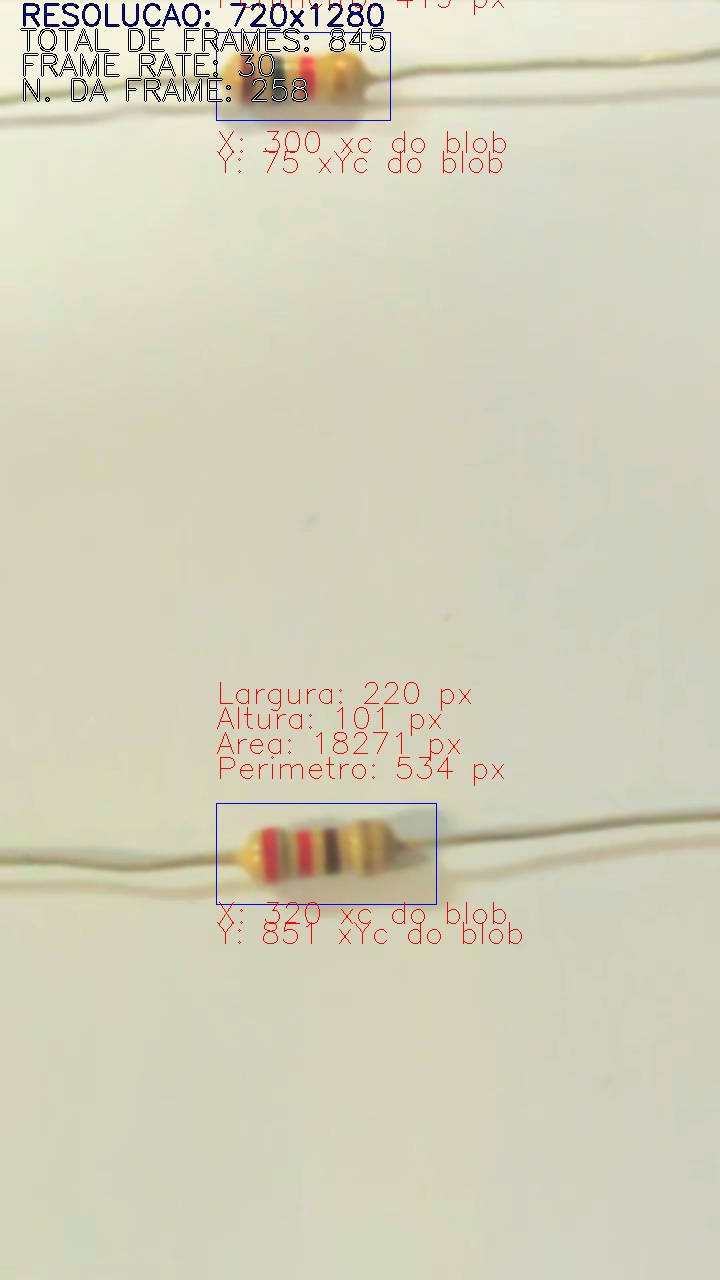 RESOLUCAO: 720x1280
TOTAL DE FRAMES: 845
FRAME RATE: 30
N. DA FRAME: 258
X: 300 xc do blob
Y: 75 xYc do blob
Largura: 220 px
Altura: 101 px
Area: 18271 px
Perimetro: 534 px
X: 320 xc do blob
Y: 851 xYc do blob